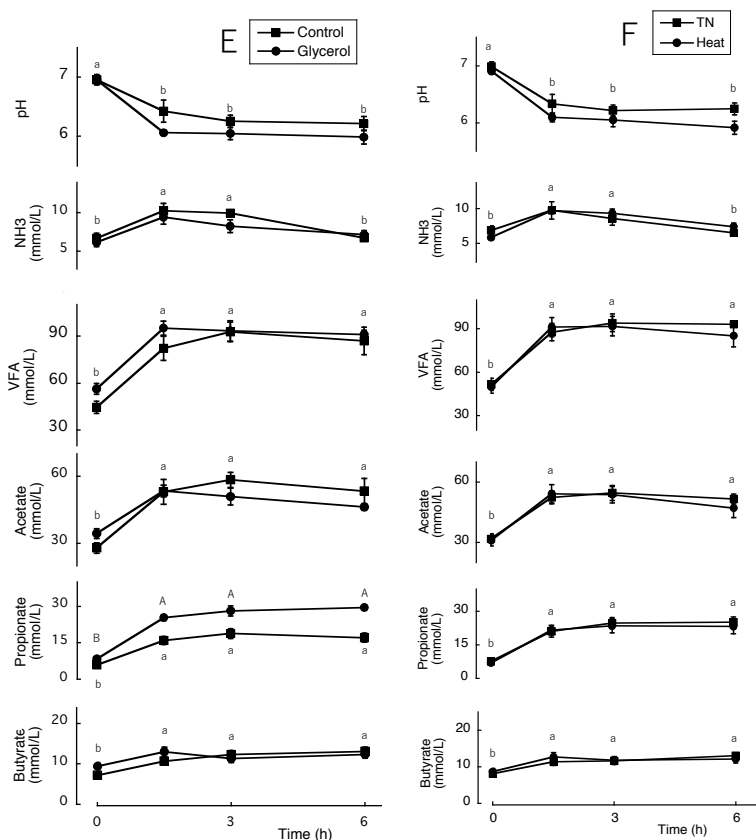 E
Control
Glycerol
pH
7
6
a
b
b
b
NH3
(mmol/L)
10
5
b
a
a
b
VFA
(mmol/L)
90
60
30
b
a
a
a
Acetate
(mmol/L)
60
30
b
a
a
a
Propionate
(mmol/L)
30
15
0
B
A
A
A
b
a
a
a
Butyrate
(mmol/L)
20
10
0
b
a
a
a
0
3
6
Time (h)
F
TN
Heat
pH
7
6
a
b
b
b
NH3
(mmol/L)
10
5
b
a
a
b
VFA
(mmol/L)
90
60
30
b
a
a
a
Acetate
(mmol/L)
60
30
b
a
a
a
Propionate
(mmol/L)
30
15
0
b
a
a
a
Butyrate
(mmol/L)
20
10
0
b
a
a
a
0
3
6
Time (h)